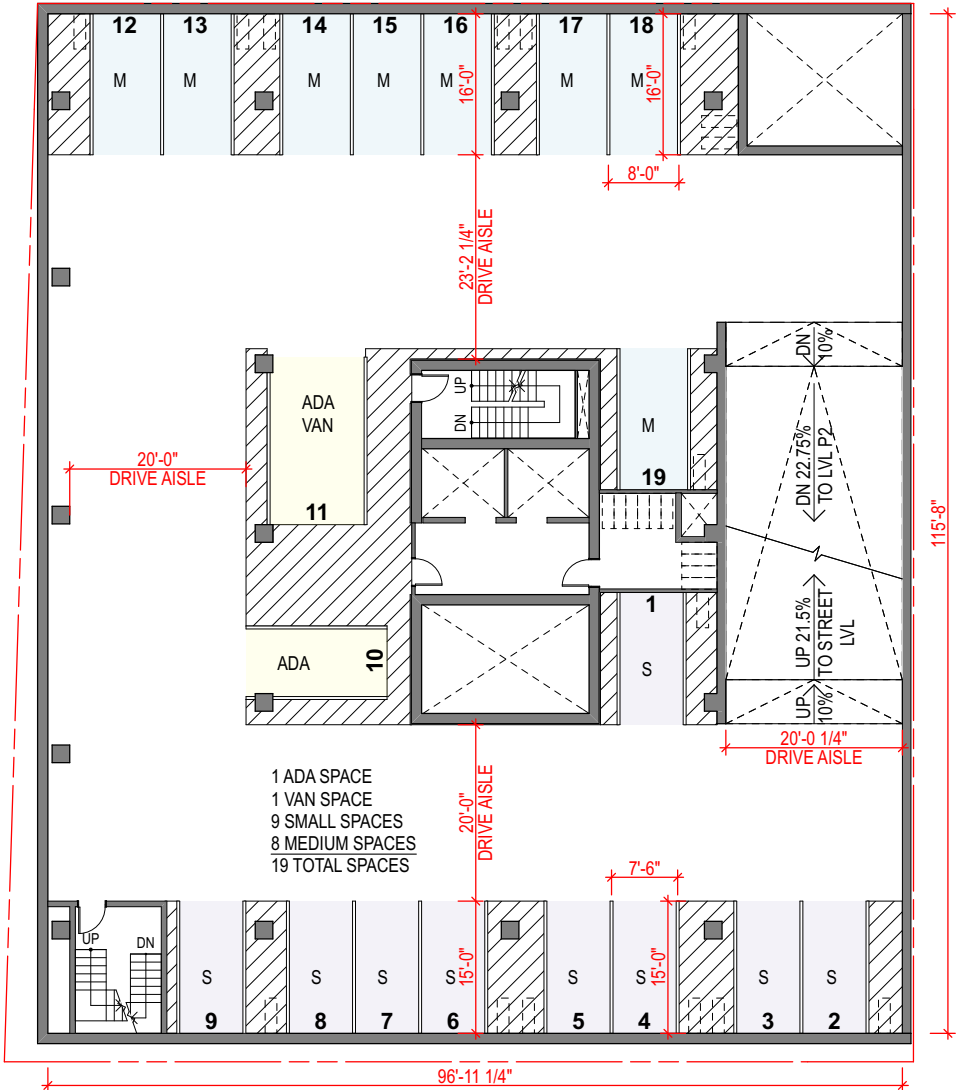 12 13 14 15 16 17 18
M M M M M M M
16'-0" 16'-0"
8'-0"
23'-2 1/4"
DRIVE AISLE
ADA
VAN
11
UP
DN
M
19
DN
10%
DN 22.75%
TO LVL P2
20'-0"
DRIVE AISLE
115'-8"
1
S
UP 21.5%
TO STREET
LVL
UP
10%
ADA
10
20'-0 1/4"
DRIVE AISLE
1 ADA SPACE
1 VAN SPACE
9 SMALL SPACES
8 MEDIUM SPACES
19 TOTAL SPACES
20'-0"
DRIVE AISLE
7'-6"
UP
DN
15'-0" 15'-0"
S S S S S S S S
9 8 7 6 5 4 3 2
96'-11 1/4"